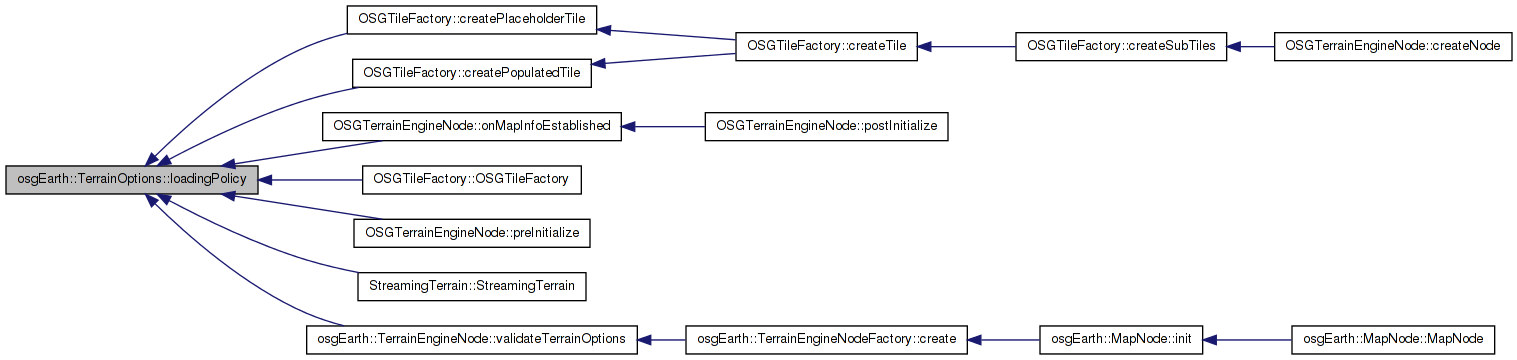 OSGTileFactory::createPlaceholderTile
OSGTileFactory::createTile
OSGTileFactory::createSubTiles
OSGTerrainEngineNode::createNode
OSGTileFactory::createPopulatedTile
OSGTerrainEngineNode::onMapInfoEstablished
OSGTerrainEngineNode::postInitialize
osgEarth::TerrainOptions::loadingPolicy
OSGTileFactory::OSGTileFactory
OSGTerrainEngineNode::preInitialize
StreamingTerrain::StreamingTerrain
osgEarth::TerrainEngineNode::validateTerrainOptions
osgEarth::TerrainEngineNodeFactory::create
osgEarth::MapNode::init
osgEarth::MapNode::MapNode